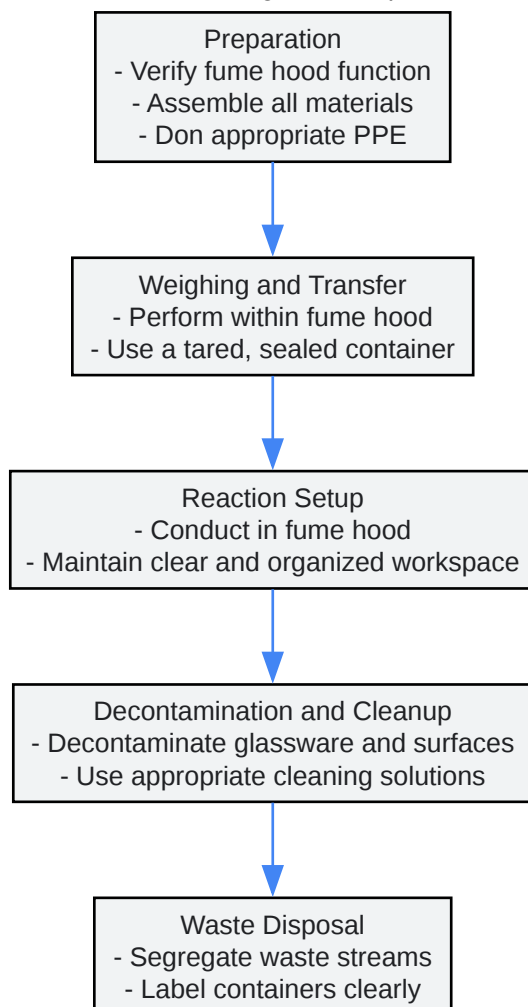 Preparation
- Verify fume hood function
- Assemble all materials
- Don appropriate PPE
Weighing and Transfer
- Perform within fume hood
- Use a tared, sealed container
Reaction Setup
- Conduct in fume hood
- Maintain clear and organized workspace
Decontamination and Cleanup
- Decontaminate glassware and surfaces
- Use appropriate cleaning solutions
Waste Disposal
- Segregate waste streams
- Label containers clearly